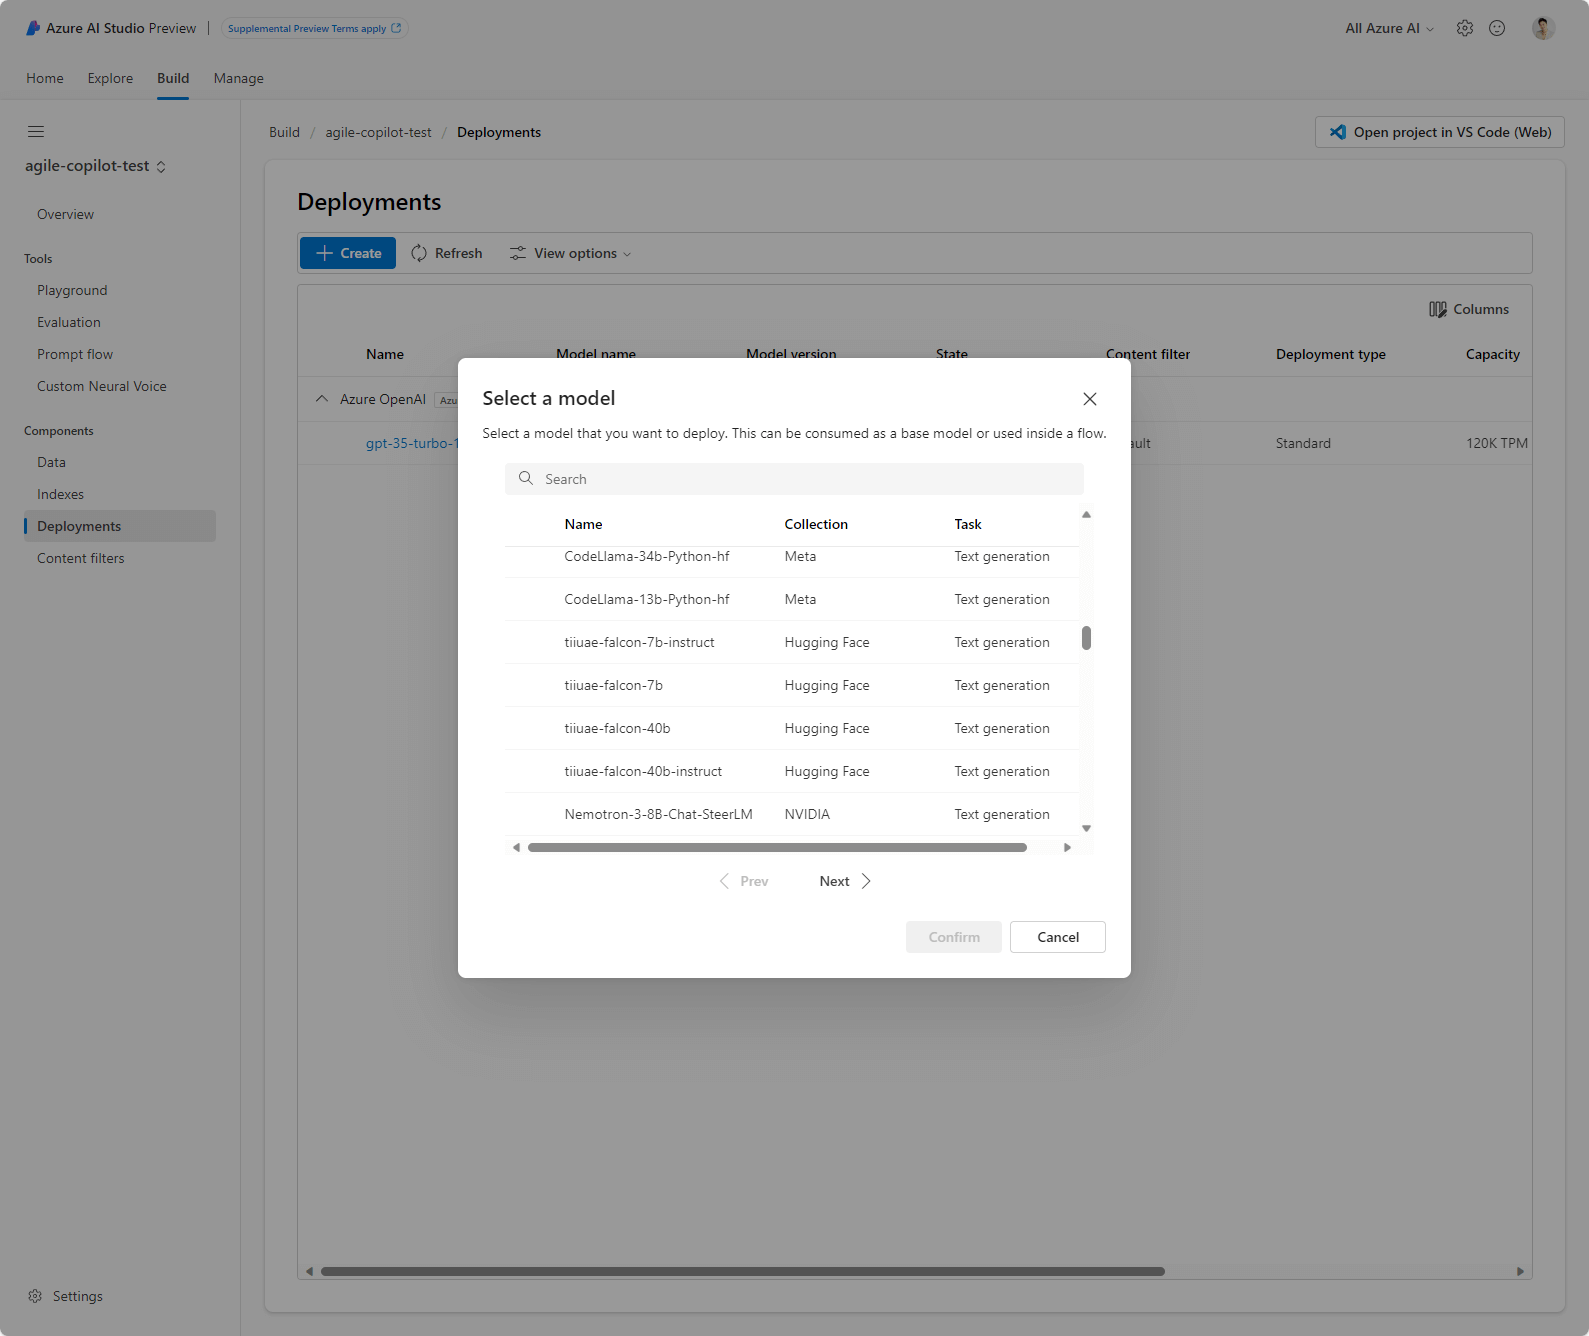 Azure AI Studio Preview
Supplemental Preview Terms apply
All Azure AI
Home Explore Build Manage
agile-copilot-test
Overview
Tools
Playground
Evaluation
Prompt flow
Custom Neural Voice
Components
Data
Indexes
Deployments
Content filters
Settings
Build / agile-copilot-test / Deployments
Open project in VS Code (Web)
Deployments
Create Refresh View options
Columns
Name Model name Model version State Content filter Deployment type Capacity
Azure OpenAI Azu
gpt-35-turbo-1 ault Standard 120K TPM
Select a model
Select a model that you want to deploy. This can be consumed as a base model or used inside a flow.
Search
Name Collection Task
CodeLlama-34b-Python-hf Meta Text generation
CodeLlama-13b-Python-hf Meta Text generation
tiiuae-falcon-7b-instruct Hugging Face Text generation
tiiuae-falcon-7b Hugging Face Text generation
tiiuae-falcon-40b Hugging Face Text generation
tiiuae-falcon-40b-instruct Hugging Face Text generation
Nemotron-3-8B-Chat-SteerLM NVIDIA Text generation
Prev Next
Confirm Cancel